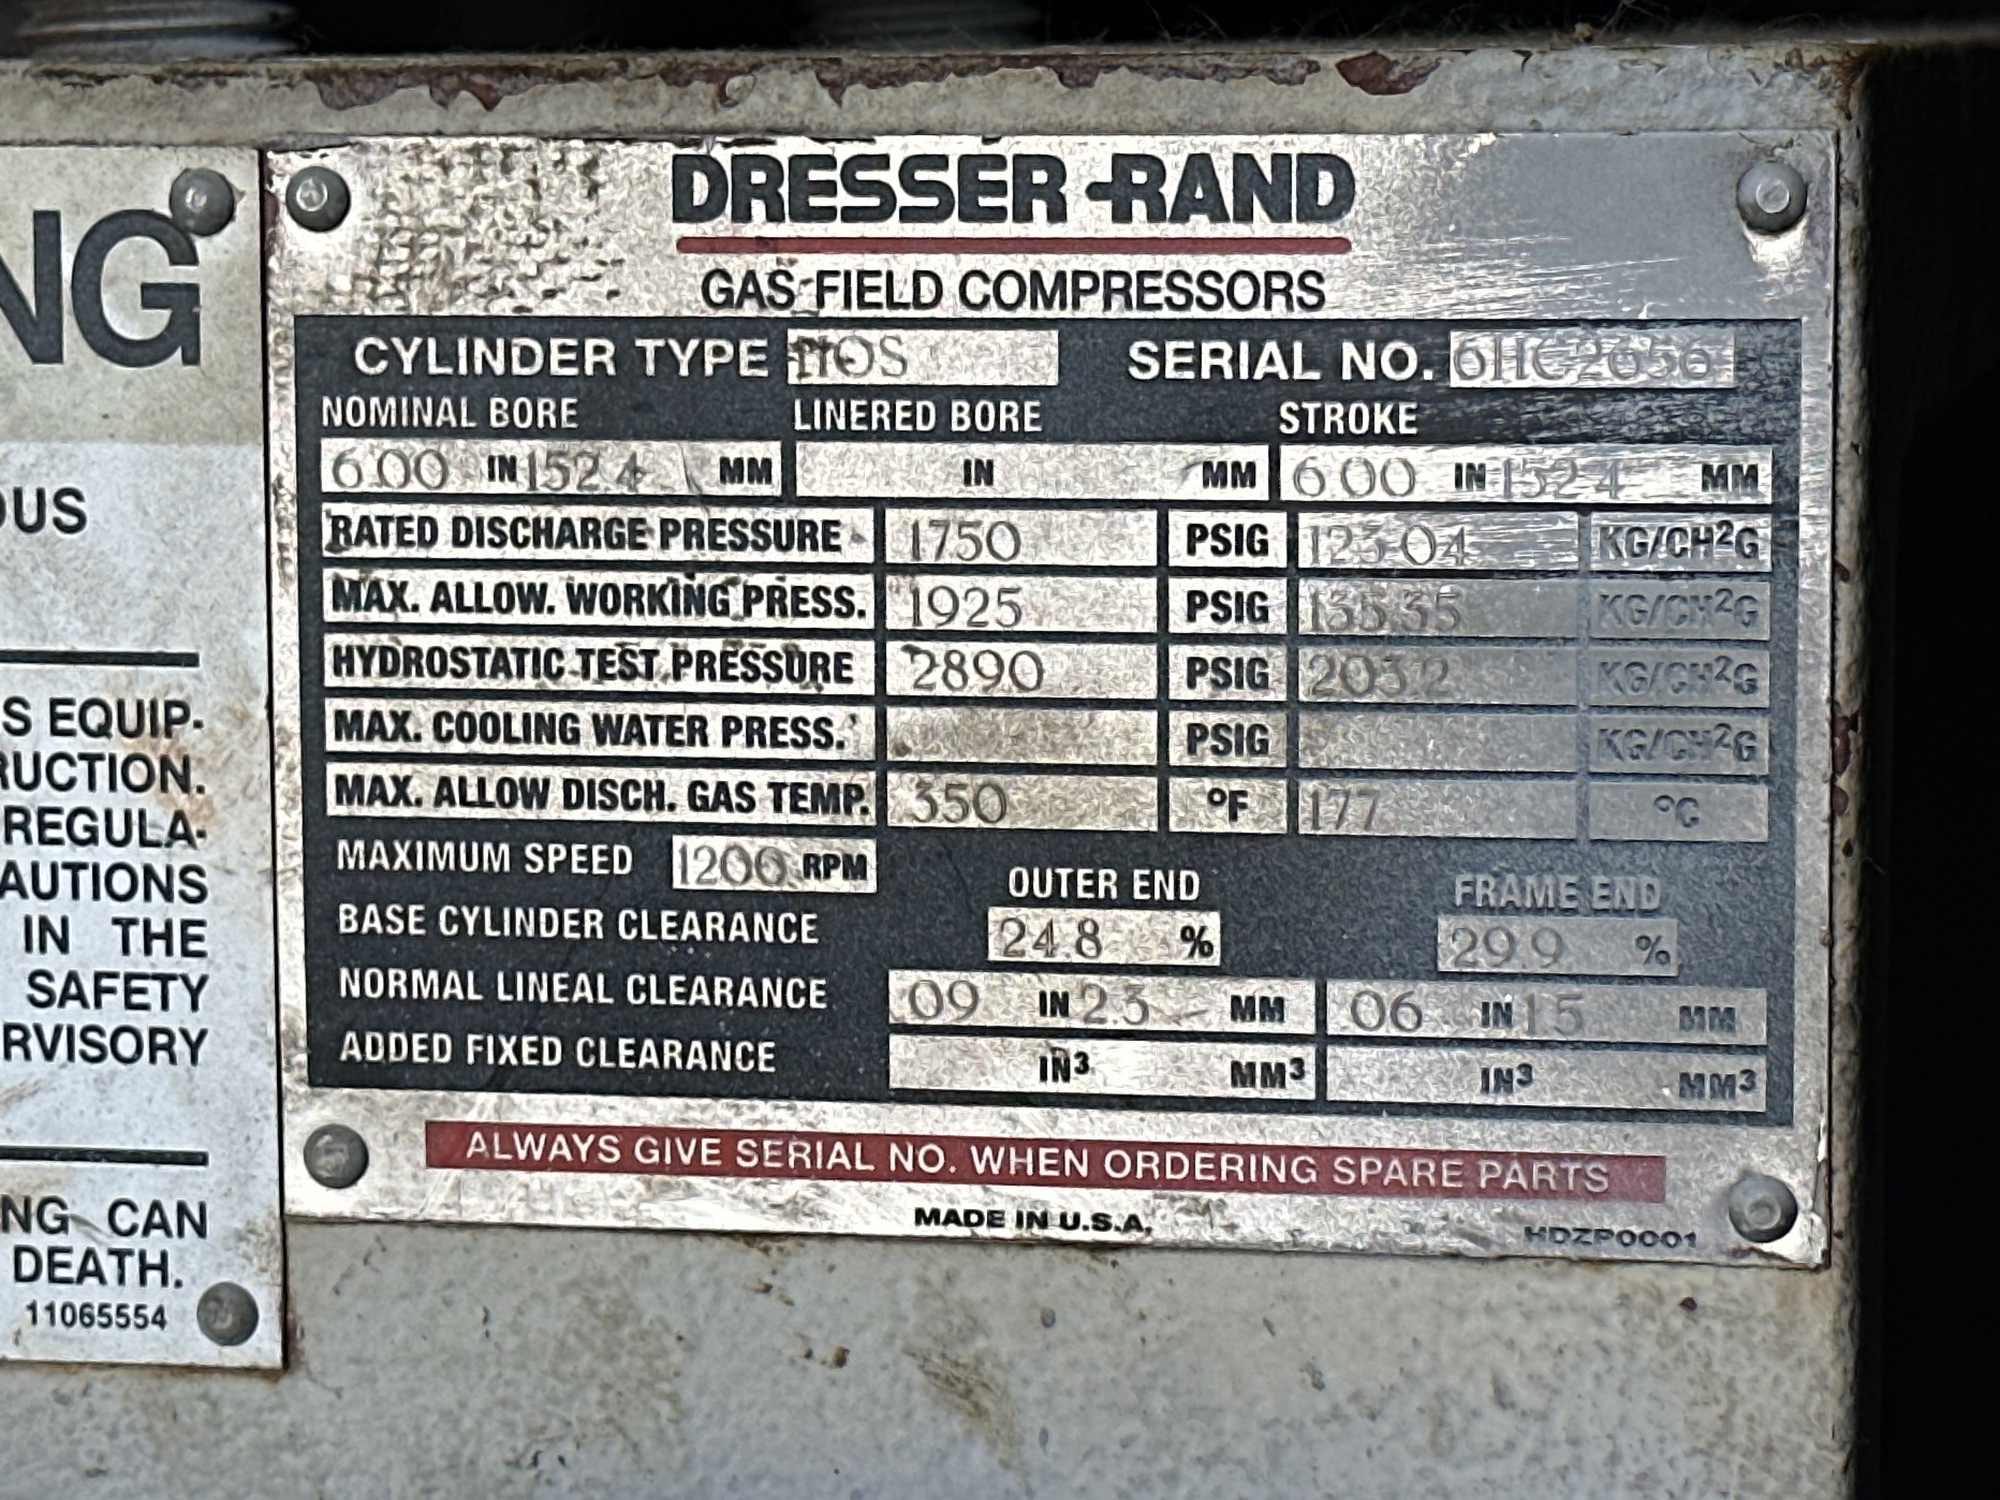 NG
OUS
S EQUIP-
RUCTION.
REGULA-
AUTIONS
IN THE
SAFETY
RVISORY
NG CAN
DEATH.
11065554
DRESSER-RAND
GAS-FIELD COMPRESSORS
CYLINDER TYPE HOS SERIAL NO. 6HC2656
NOMINAL BORE LINERED BORE STROKE
6.00 IN 152.4 MM IN MM 6.00 IN 152.4 MM
RATED DISCHARGE PRESSURE 1750 PSIG 123.04 KG/CH²G
MAX. ALLOW. WORKING PRESS. 1925 PSIG 135.35 KG/CH²G
HYDROSTATIC TEST PRESSURE 2890 PSIG 203.2 KG/CH²G
MAX. COOLING WATER PRESS. PSIG KG/CH²G
MAX. ALLOW DISCH. GAS TEMP. 350 °F 177 °C
MAXIMUM SPEED 1200 RPM OUTER END FRAME END
BASE CYLINDER CLEARANCE 24.8 % 29.9 %
NORMAL LINEAL CLEARANCE .09 IN 2.3 MM .06 IN 1.5 MM
ADDED FIXED CLEARANCE IN³ MM³ IN³ MM³
ALWAYS GIVE SERIAL NO. WHEN ORDERING SPARE PARTS
MADE IN U.S.A.
HDZP0001